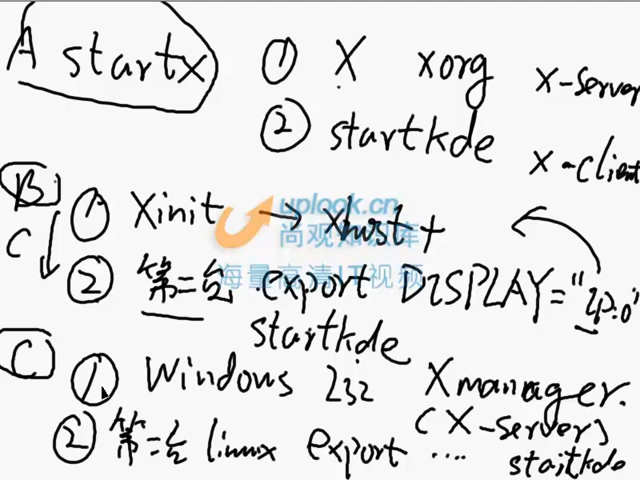 A startx ① X xorg X-server
② startkde X-client
B ① Xinit → xhost +
uplook.cn
尚观知识库
C ② 第二台 export DISPLAY="IP:0"
海量高清IT视频
startkde
C ① Windows 232 Xmanager.
(X-server)
② 第二台 linux export .... startkde